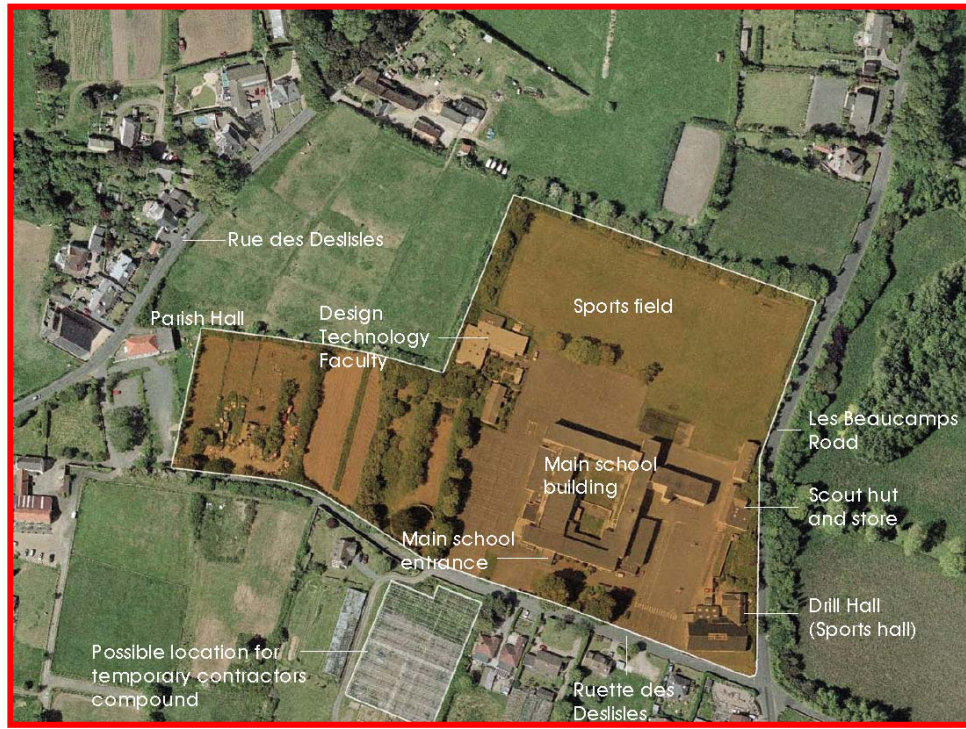 Rue des Deslisles
Parish Hall
Design
Technology
Faculty
Sports field
Les Beaucamps
Road
Main school
building
Scout hut
and store
Main school
entrance
Drill Hall
(Sports hall)
Possible location for
temporary contractors
compound
Ruette des
Deslisles